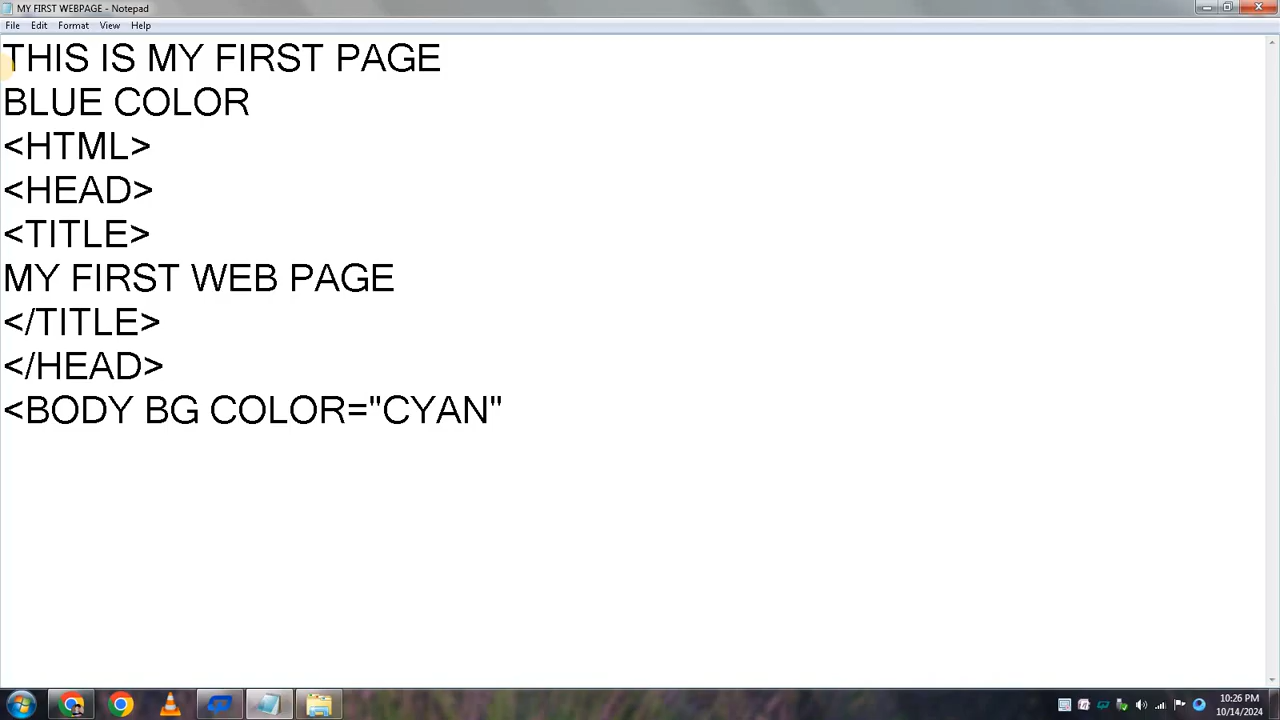 MY FIRST WEBPAGE - Notepad
File Edit Format View Help
THIS IS MY FIRST PAGE
BLUE COLOR
<HTML>
<HEAD>
<TITLE>
MY FIRST WEB PAGE
</TITLE>
</HEAD>
<BODY BG COLOR="CYAN"
10:26 PM
10/14/2024